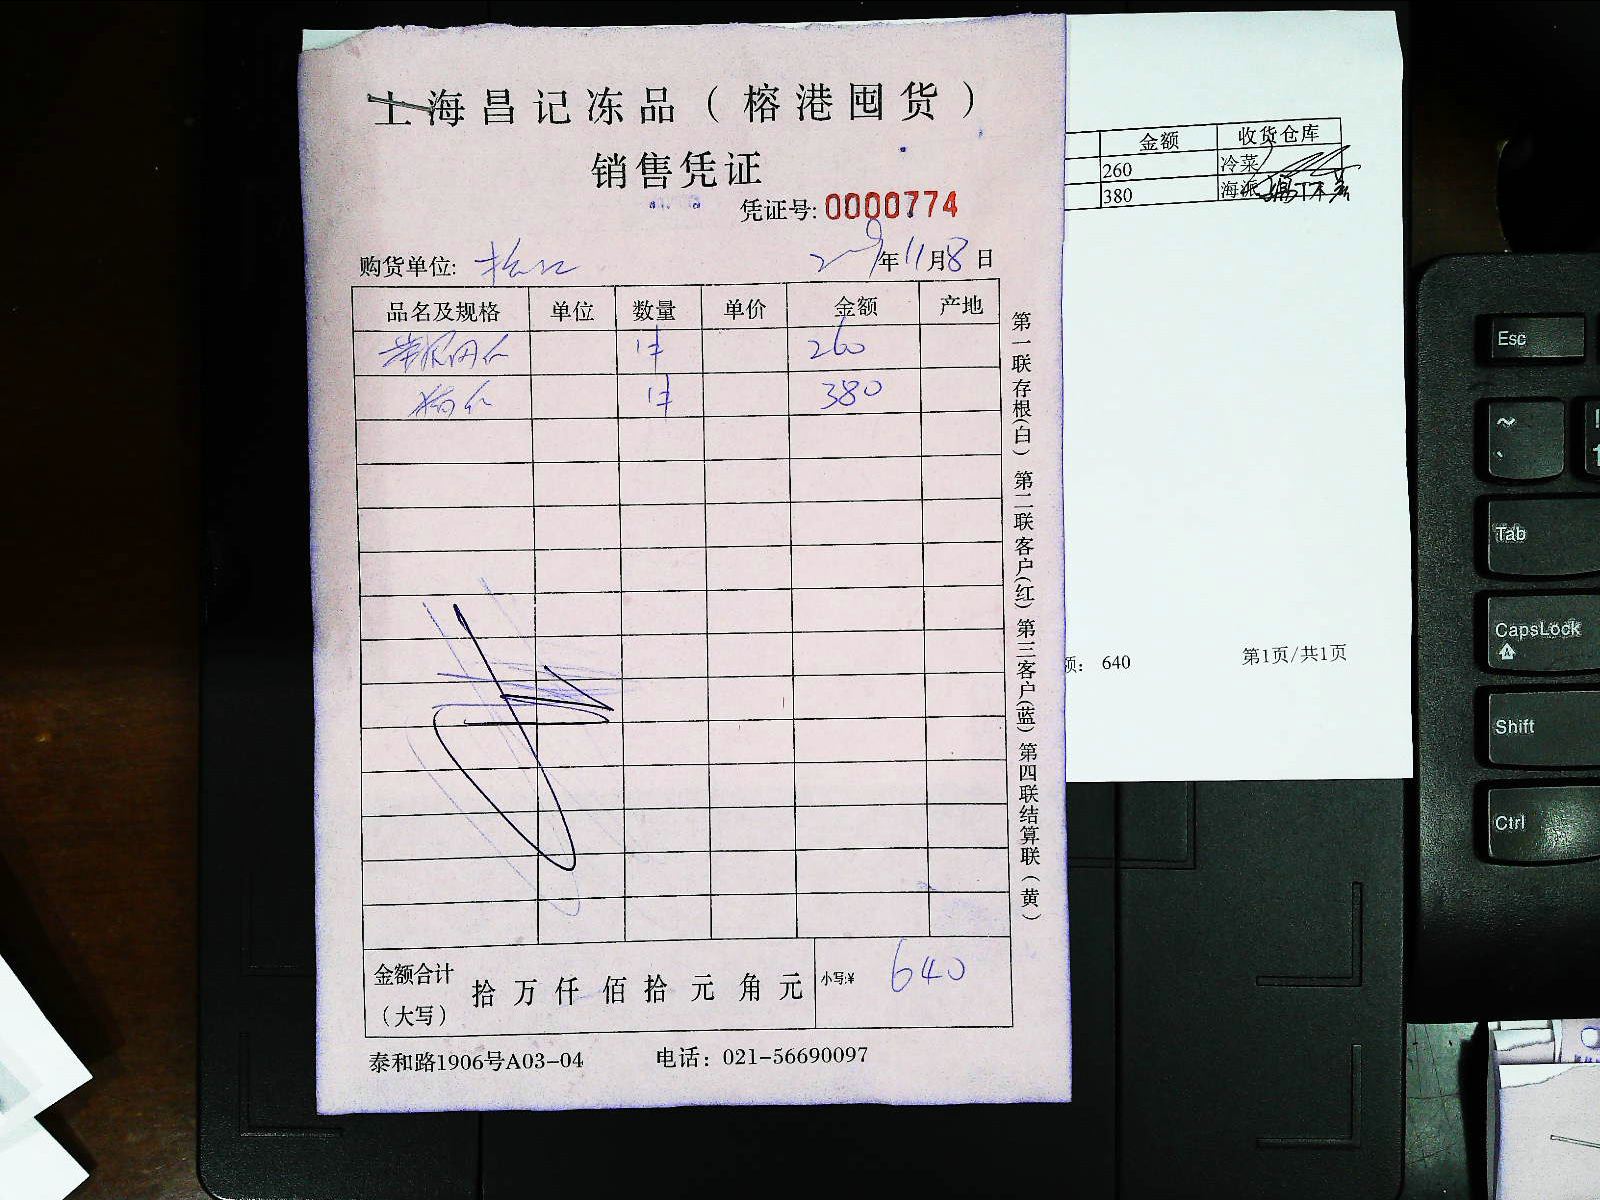 上海昌记冻品（榕港囤货）
销售凭证
凭证号: 0000774
购货单位:
年11月8日
品名及规格 单位 数量 单价 金额 产地
1件 260
1件 380
金额合计（大写） 拾 万 仟 佰 拾 元 角 元 小写:¥ 640
泰和路1906号A03-04 电话：021-56690097
第一联存根(白) 第二联客户(红) 第三客户(蓝) 第四联结算联（黄）
金额 收货仓库
260 冷菜
380 海派
额： 640 第1页/共1页
Esc
~
Tab
CapsLock
Shift
Ctrl